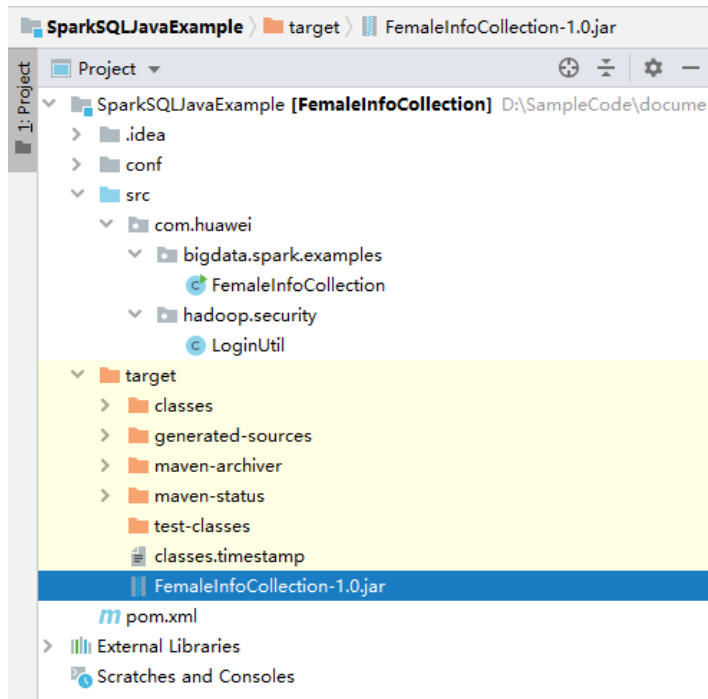 SparkSQLJavaExample target FemaleInfoCollection-1.0.jar
1: Project
Project
SparkSQLJavaExample [FemaleInfoCollection] D:\SampleCode\docume
.idea
conf
src
com.huawei
bigdata.spark.examples
FemaleInfoCollection
hadoop.security
LoginUtil
target
classes
generated-sources
maven-archiver
maven-status
test-classes
classes.timestamp
FemaleInfoCollection-1.0.jar
pom.xml
External Libraries
Scratches and Consoles